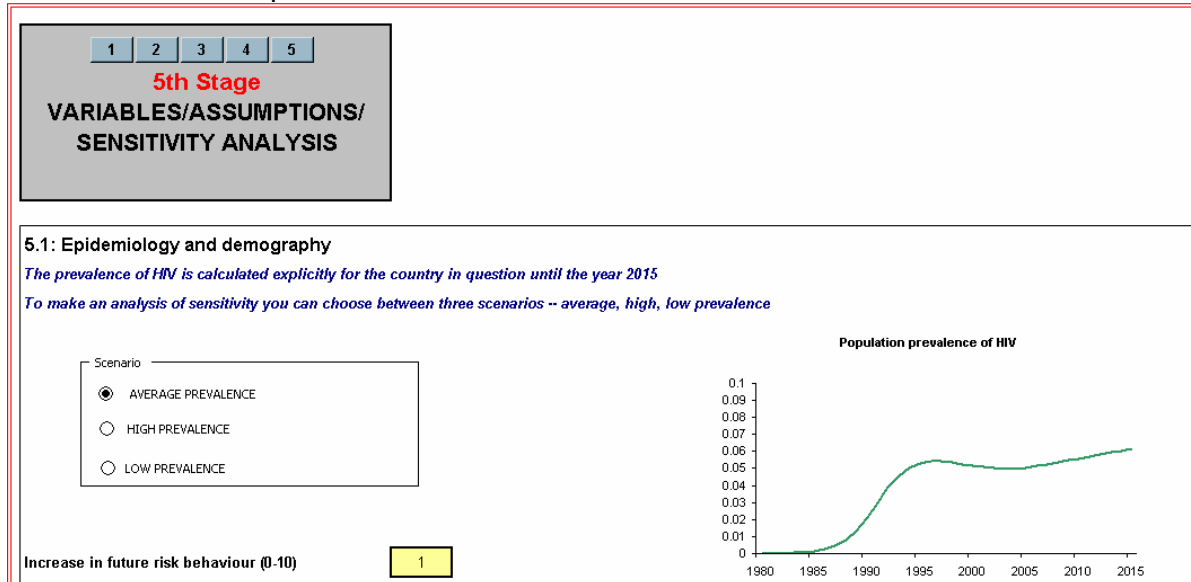 1 2 3 4 5
5th Stage
VARIABLES/ASSUMPTIONS/
SENSITIVITY ANALYSIS
5.1: Epidemiology and demography
The prevalence of HIV is calculated explicitly for the country in question until the year 2015
To make an analysis of sensitivity you can choose between three scenarios -- average, high, low prevalence
Scenario
AVERAGE PREVALENCE
HIGH PREVALENCE
LOW PREVALENCE
Increase in future risk behaviour (0-10) 1
Population prevalence of HIV
0.1
0.09
0.08
0.07
0.06
0.05
0.04
0.03
0.02
0.01
0
1980 1985 1990 1995 2000 2005 2010 2015